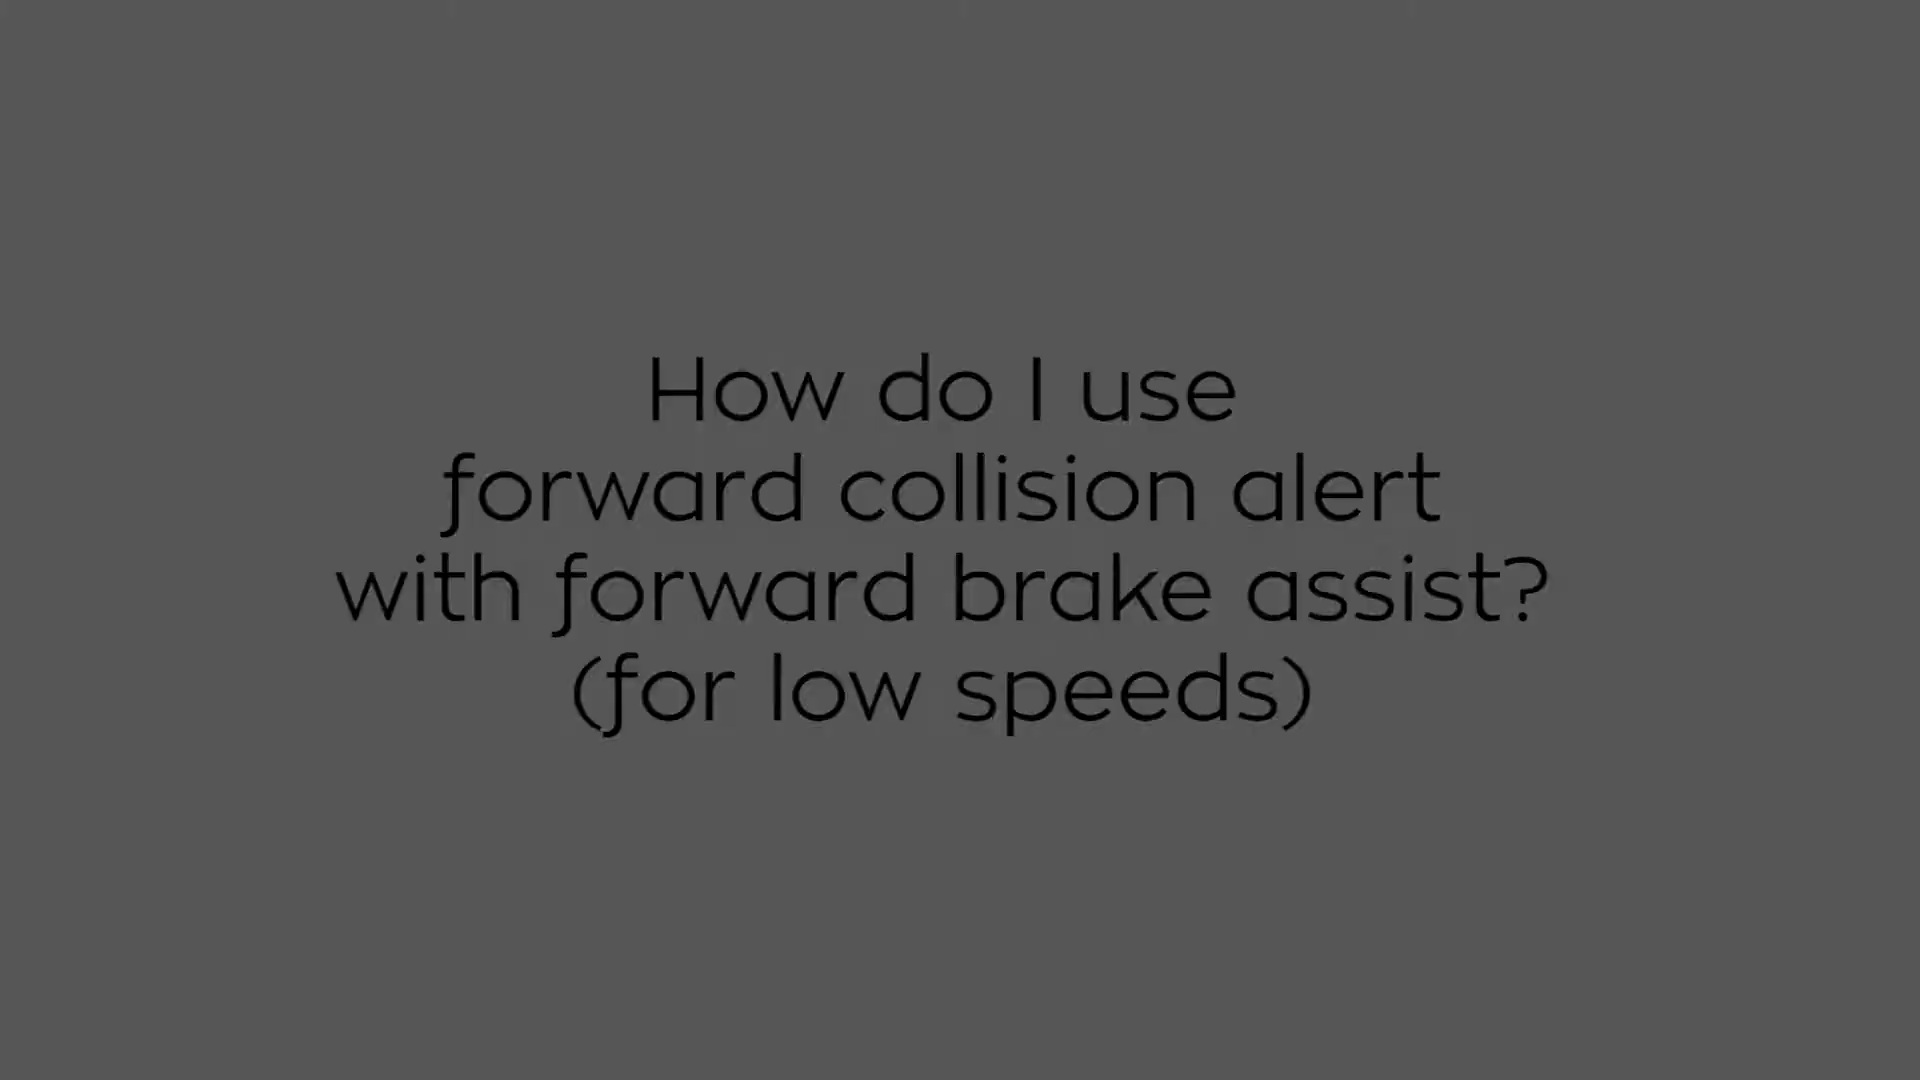 How do I use
forward collision alert
with forward brake assist?
(for low speeds)